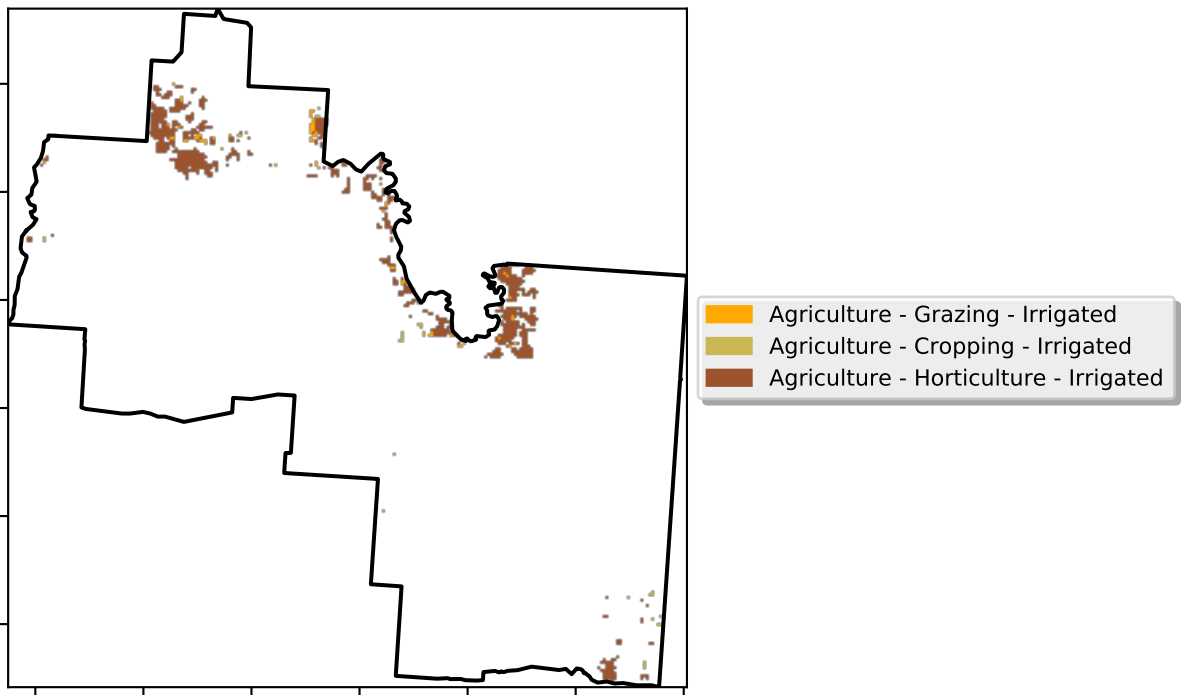 Agriculture - Grazing - Irrigated
Agriculture - Cropping - Irrigated
Agriculture - Horticulture - Irrigated